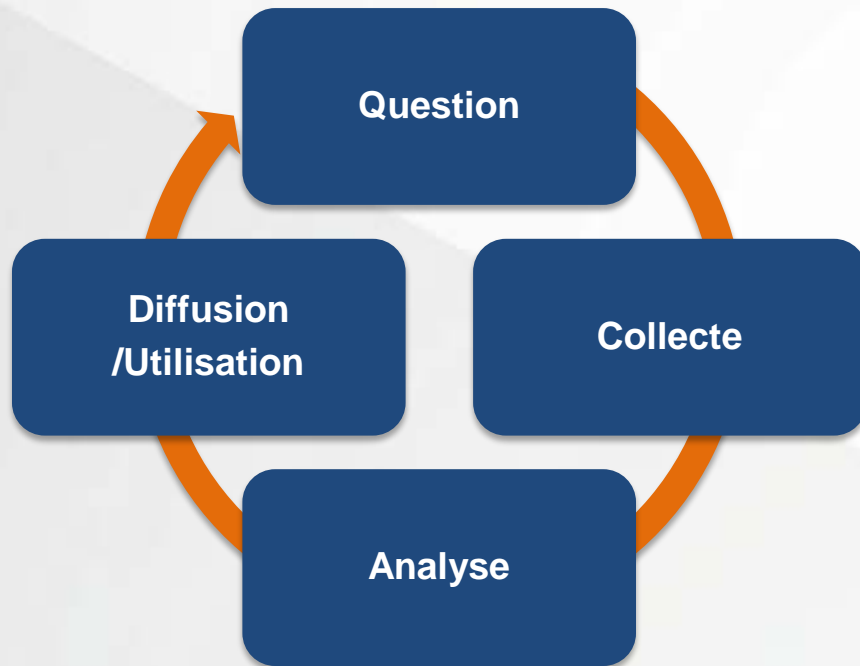 Question
Collecte
Analyse
Diffusion
/Utilisation